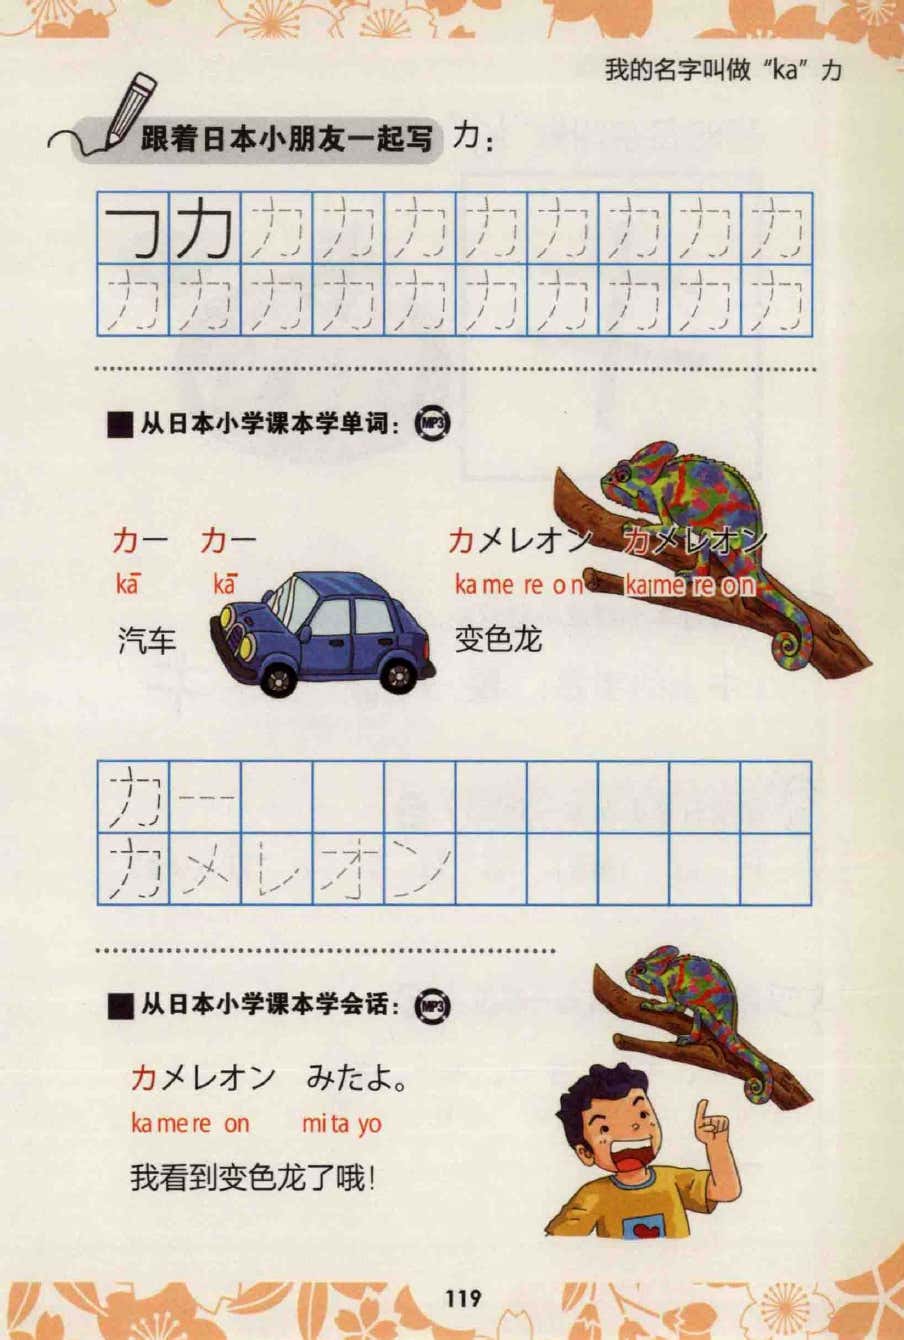 我的名字叫做“ka”カ
跟着日本小朋友一起写 カ:
フカカカカカカカカカ
カカカカカカカカカカ
从日本小学课本学单词: MP3
カー カー カメレオン カメレオン
kā kā ka me re o n ka me re on
汽车 变色龙
カー
カメレオン
从日本小学课本学会话: MP3
カメレオン みたよ。
ka me re on mi ta yo
我看到变色龙了哦!
119